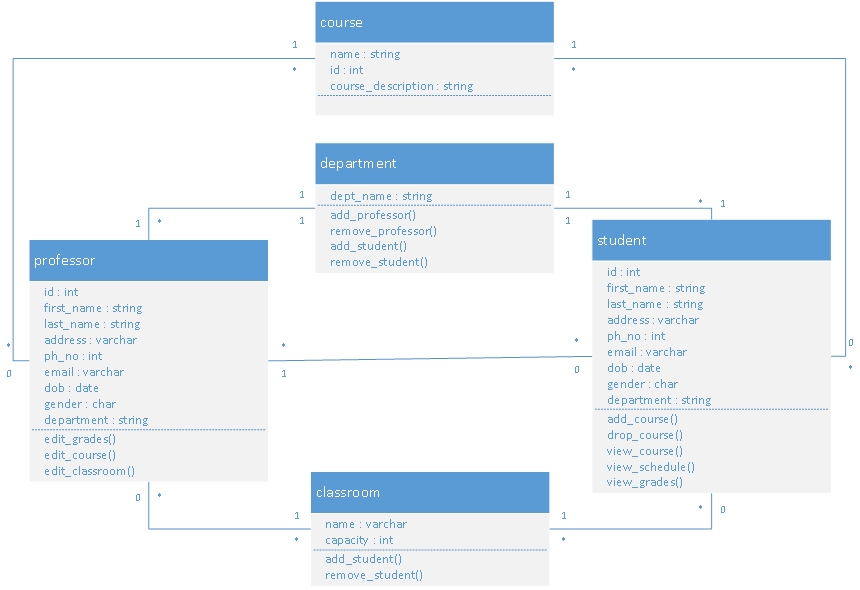 course
1
1
name : string
id : int
*
*
course_description : string
department
1
dept_name : string
1
*
1
1
*
1
add_professor()
1
remove_professor()
add_student()
remove_student()
professor
id : int
first_name : string
last_name : string
address : varchar
ph_no : int
email : varchar
dob : date
gender : char
department : string
edit_grades()
edit_course()
edit_classroom()
*
0
*
1
student
id : int
first_name : string
last_name : string
address : varchar
ph_no : int
email : varchar
dob : date
gender : char
department : string
add_course()
drop_course()
view_course()
view_schedule()
view_grades()
*
0
0
*
0
*
classroom
1
name : varchar
1
*
0
*
capacity : int
*
add_student()
remove_student()